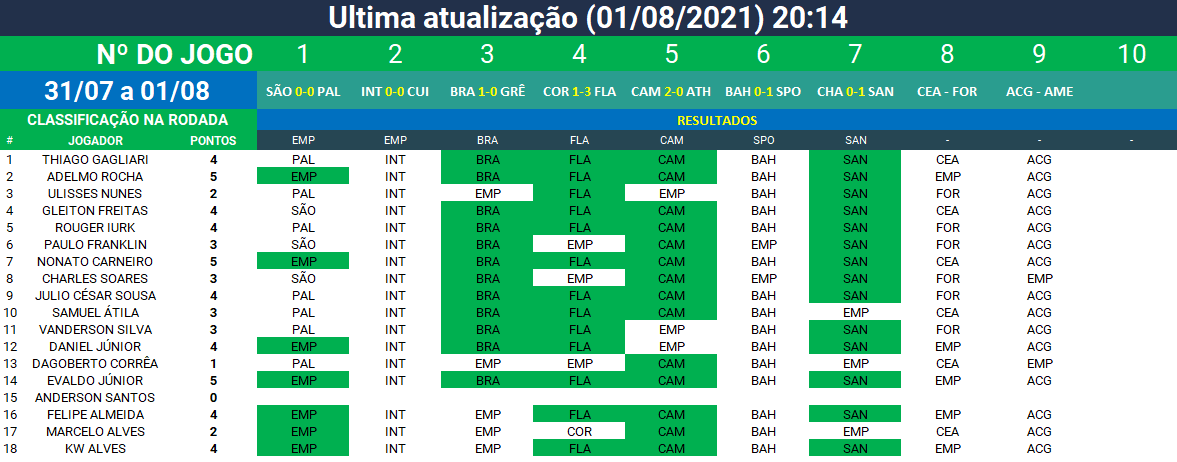 Ultima atualização (01/08/2021) 20:14
Nº DO JOGO 1 2 3 4 5 6 7 8 9 10
31/07 a 01/08 SÃO 0-0 PAL INT 0-0 CUI BRA 1-0 GRÊ COR 1-3 FLA CAM 2-0 ATH BAH 0-1 SPO CHA 0-1 SAN CEA - FOR ACG - AME
CLASSIFICAÇÃO NA RODADA RESULTADOS
# JOGADOR PONTOS EMP EMP BRA FLA CAM SPO SAN - - -
1 THIAGO GAGLIARI 4 PAL INT BRA FLA CAM BAH SAN CEA ACG
2 ADELMO ROCHA 5 EMP INT BRA FLA CAM BAH SAN EMP ACG
3 ULISSES NUNES 2 PAL INT EMP FLA EMP BAH SAN FOR ACG
4 GLEITON FREITAS 4 SÃO INT BRA FLA CAM BAH SAN CEA ACG
5 ROUGER IURK 4 PAL INT BRA FLA CAM BAH SAN FOR ACG
6 PAULO FRANKLIN 3 SÃO INT BRA EMP CAM EMP SAN FOR ACG
7 NONATO CARNEIRO 5 EMP INT BRA FLA CAM BAH SAN CEA ACG
8 CHARLES SOARES 3 SÃO INT BRA EMP CAM EMP SAN FOR EMP
9 JULIO CÉSAR SOUSA 4 PAL INT BRA FLA CAM BAH SAN FOR ACG
10 SAMUEL ÁTILA 3 PAL INT BRA FLA CAM BAH EMP CEA ACG
11 VANDERSON SILVA 3 PAL INT BRA FLA EMP BAH SAN FOR ACG
12 DANIEL JÚNIOR 4 EMP INT BRA FLA EMP BAH SAN EMP ACG
13 DAGOBERTO CORRÊA 1 PAL INT EMP EMP CAM BAH EMP CEA EMP
14 EVALDO JÚNIOR 5 EMP INT BRA FLA CAM BAH SAN EMP ACG
15 ANDERSON SANTOS 0
16 FELIPE ALMEIDA 4 EMP INT EMP FLA CAM BAH SAN EMP ACG
17 MARCELO ALVES 2 EMP INT EMP COR CAM BAH EMP CEA ACG
18 KW ALVES 4 EMP INT EMP FLA CAM BAH SAN EMP ACG